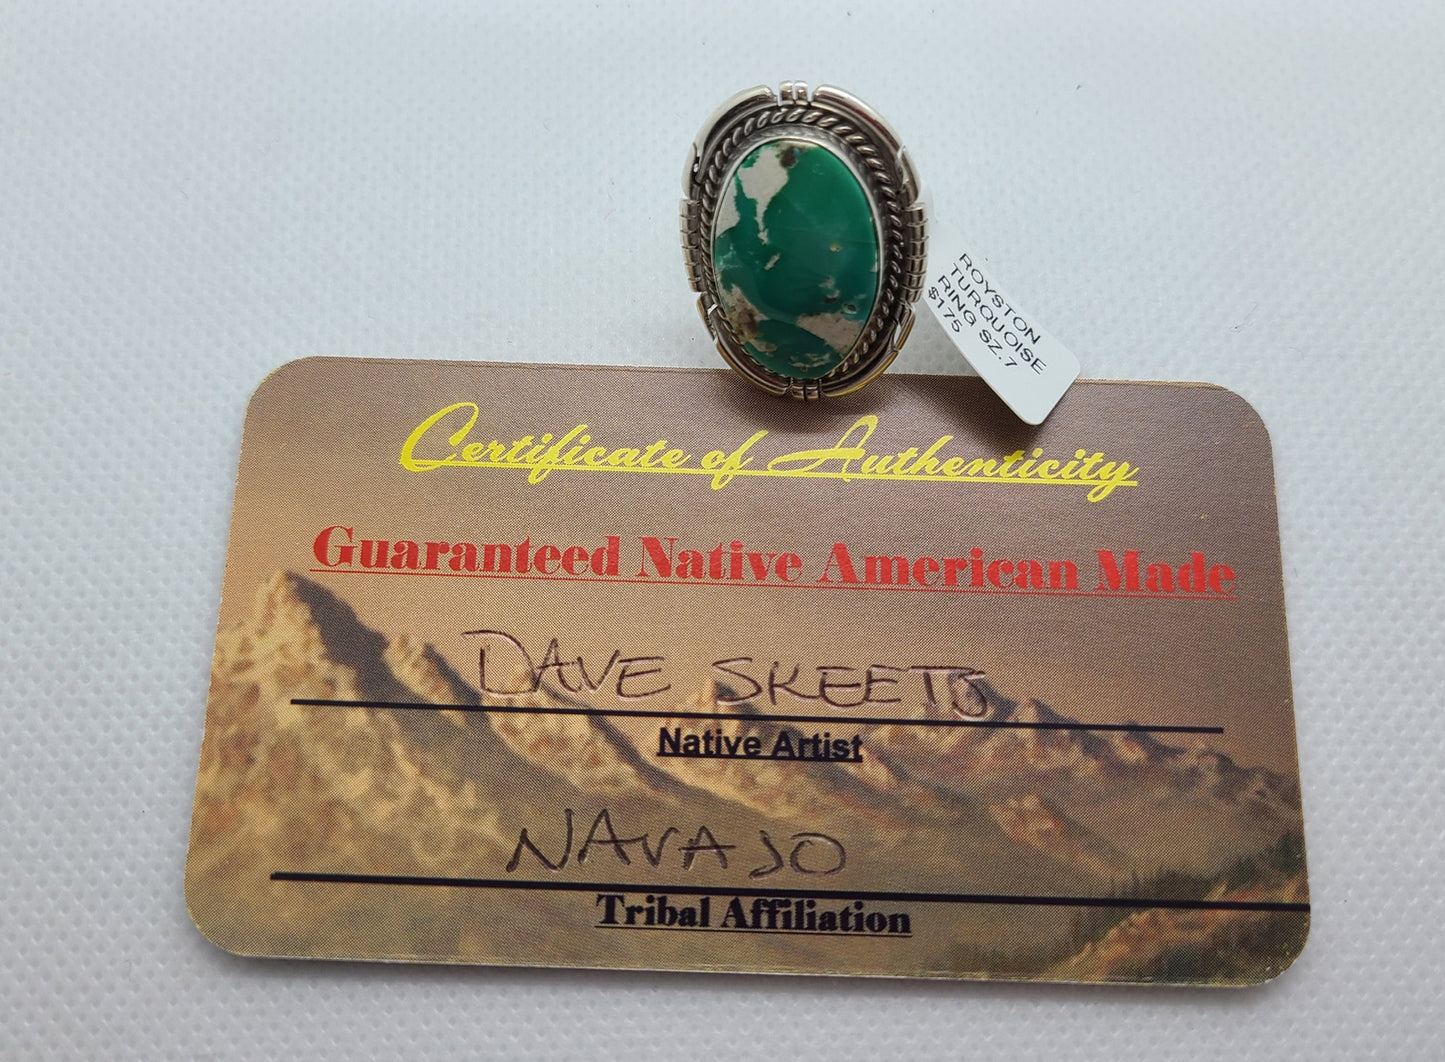 ROYSTON
TURQUOISE
RING SZ.7
$175
Certificate of Authenticity
Guaranteed Native American Made
DAVE SKEETS
Native Artist
NAVAJO
Tribal Affiliation